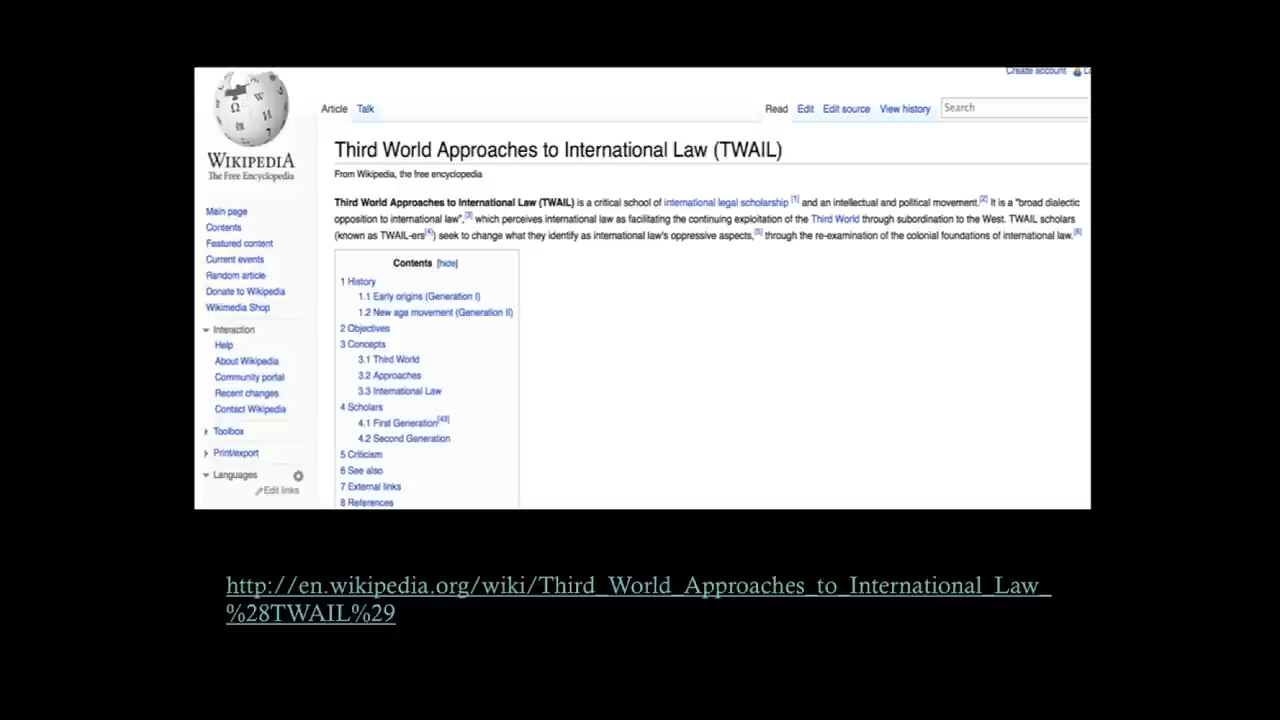 Create account
Article Talk Read Edit Edit source View history Search
WIKIPEDIA
The Free Encyclopedia
Main page
Contents
Featured content
Current events
Random article
Donate to Wikipedia
Wikimedia Shop
Interaction
Help
About Wikipedia
Community portal
Recent changes
Contact Wikipedia
Toolbox
Print/export
Languages
Edit links
Third World Approaches to International Law (TWAIL)
From Wikipedia, the free encyclopedia
Third World Approaches to International Law (TWAIL) is a critical school of international legal scholarship [1] and an intellectual and political movement.[2] It is a "broad dialectic
opposition to international law",[3] which perceives international law as facilitating the continuing exploitation of the Third World through subordination to the West. TWAIL scholars
(known as TWAIL-ers[4]) seek to change what they identify as international law's oppressive aspects,[5] through the re-examination of the colonial foundations of international law.[6]
Contents [hide]
1 History
1.1 Early origins (Generation I)
1.2 New age movement (Generation II)
2 Objectives
3 Concepts
3.1 Third World
3.2 Approaches
3.3 International Law
4 Scholars
4.1 First Generation[43]
4.2 Second Generation
5 Criticism
6 See also
7 External links
8 References
http://en.wikipedia.org/wiki/Third_World_Approaches_to_International_Law_
%28TWAIL%29